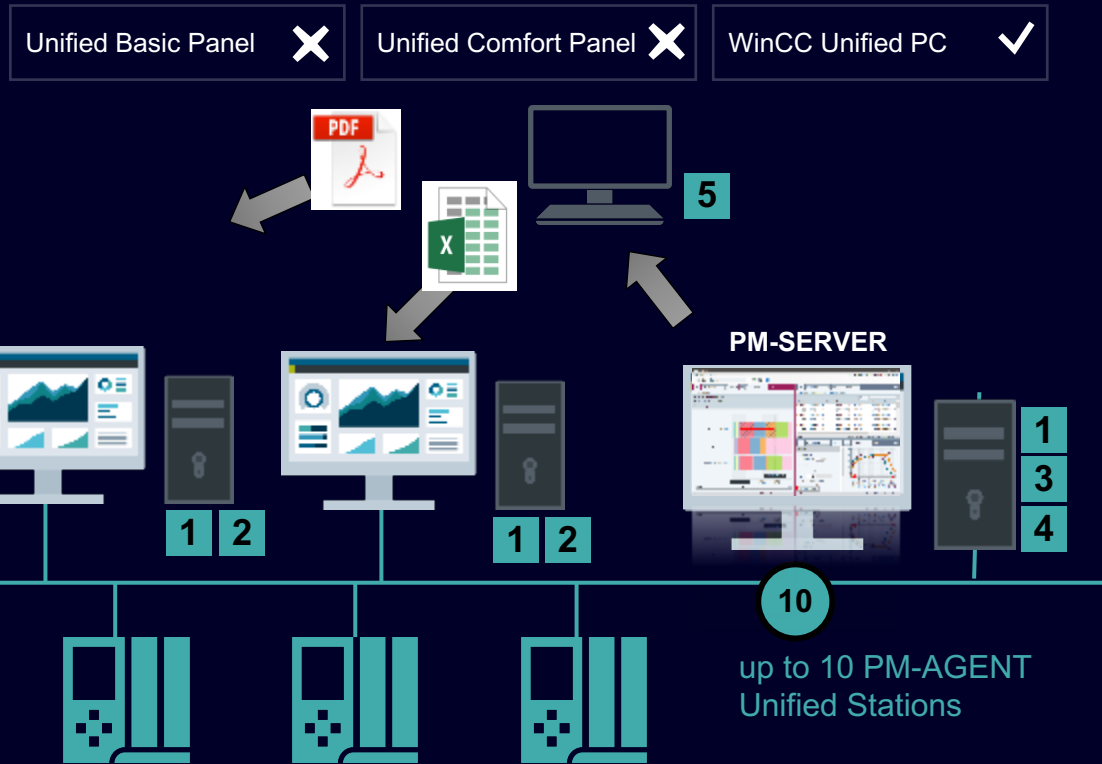 Unified Basic Panel
Unified Comfort Panel
WinCC Unified PC
PDF
X
5
PM-SERVER
1
3
4
1 2
1 2
10
up to 10 PM-AGENT
Unified Stations